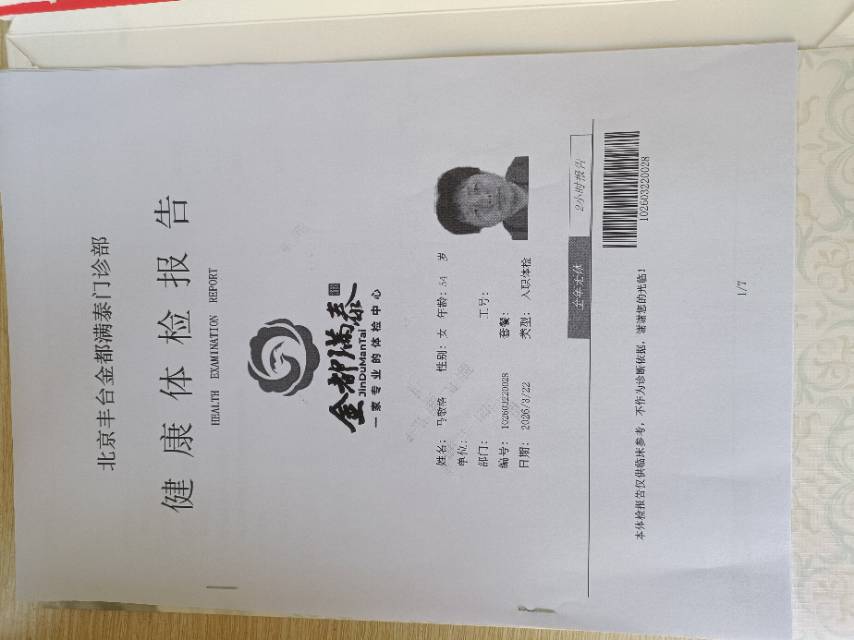 北京丰台金都满泰门诊部
健康体检报告
HEALTH EXAMINATION REPORT
金都满泰
JinDuManTai
一家专业的体检中心
姓名: 马敬格 性别: 女 年龄: 54 岁
单位:
部门: 工号:
编号: 102603220028 套餐:
日期: 2026/3/22 类型: 入职体检
全年无休 2小时报告
102603220028
本体检报告仅供临床参考, 不作为诊断依据, 谢谢您的光临!
1/7